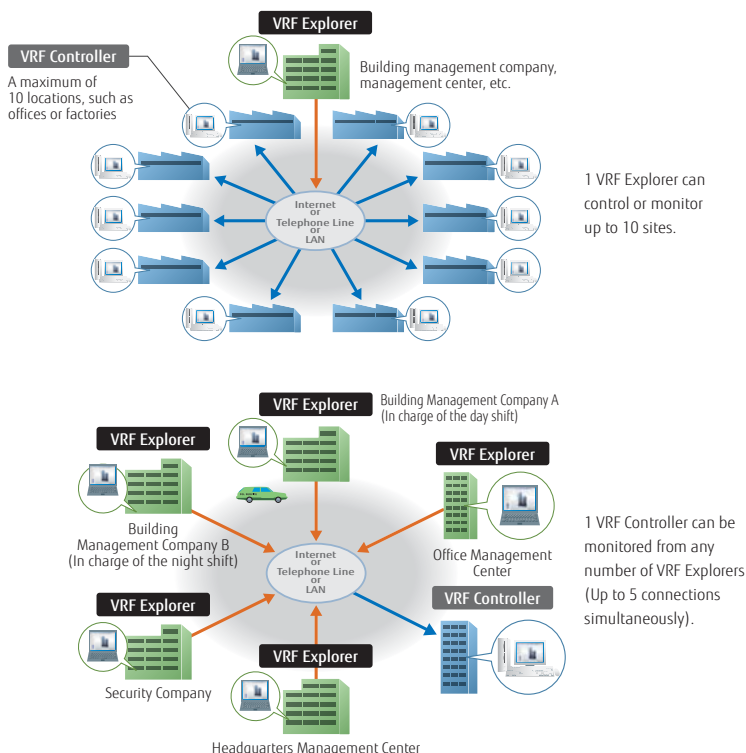 VRF Explorer
VRF Controller
A maximum of
10 locations, such as
offices or factories
Building management company,
management center, etc.
Internet
or
Telephone Line
or
LAN
1 VRF Explorer can
control or monitor
up to 10 sites.
VRF Explorer
Building Management Company A
(In charge of the day shift)
VRF Explorer
Building
Management Company B
(In charge of the night shift)
VRF Explorer
Office Management
Center
Internet
or
Telephone Line
or
LAN
1 VRF Controller can be
monitored from any
number of VRF Explorers
(Up to 5 connections
simultaneously).
VRF Explorer
Security Company
VRF Controller
VRF Explorer
Headquarters Management Center